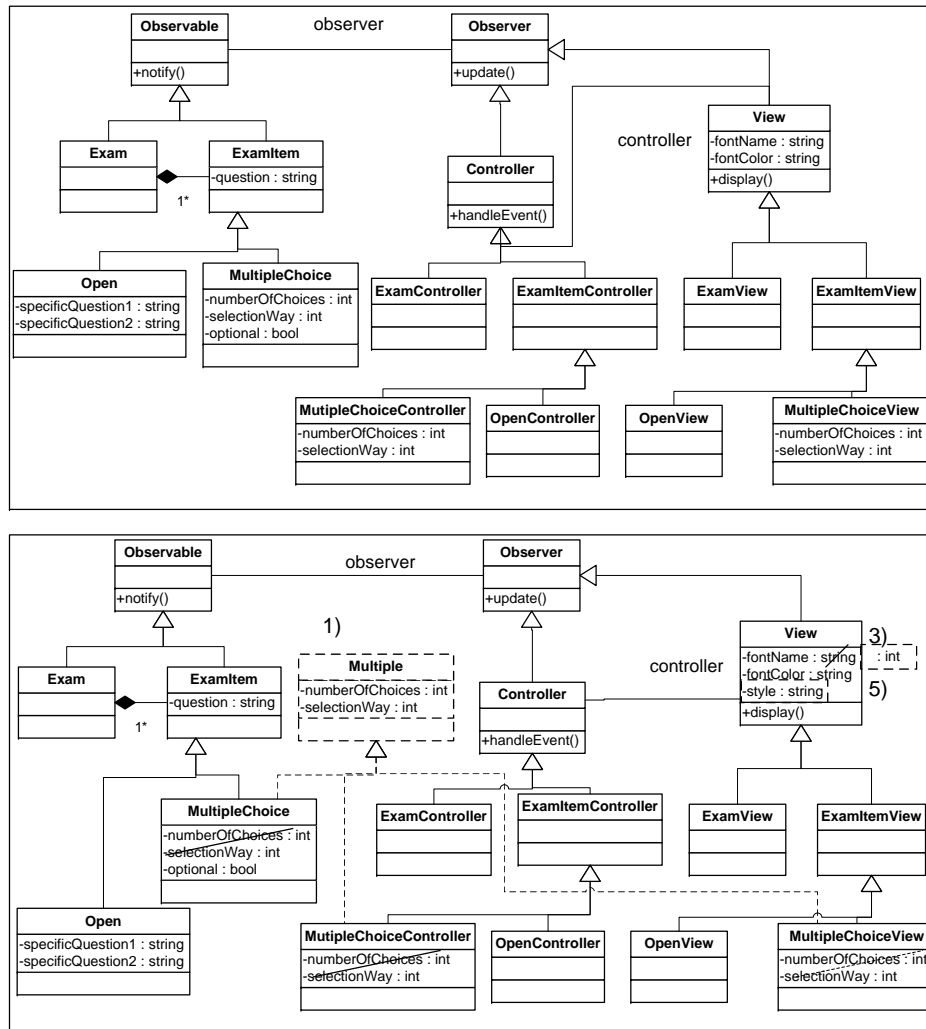 Observable
observer
Observer
+notify()
+update()
View
-fontName : string
-fontColor : string
+display()
controller
Exam
ExamItem
-question : string
1*
Controller
+handleEvent()
Open
-specificQuestion1 : string
-specificQuestion2 : string
MultipleChoice
-numberOfChoices : int
-selectionWay : int
-optional : bool
ExamController
ExamItemController
ExamView
ExamItemView
MutipleChoiceController
-numberOfChoices : int
-selectionWay : int
OpenController
OpenView
MultipleChoiceView
-numberOfChoices : int
-selectionWay : int
Observable
observer
Observer
+notify()
+update()
1)
Multiple
-numberOfChoices : int
-selectionWay : int
View
3)
-fontName : string
: int
-fontColor : string
-style : string
5)
+display()
controller
Exam
ExamItem
-question : string
1*
Controller
+handleEvent()
MultipleChoice
-numberOfChoices : int
-selectionWay : int
-optional : bool
ExamController
ExamItemController
ExamView
ExamItemView
Open
-specificQuestion1 : string
-specificQuestion2 : string
MutipleChoiceController
-numberOfChoices : int
-selectionWay : int
OpenController
OpenView
MultipleChoiceView
-numberOfChoices : int
-selectionWay : int